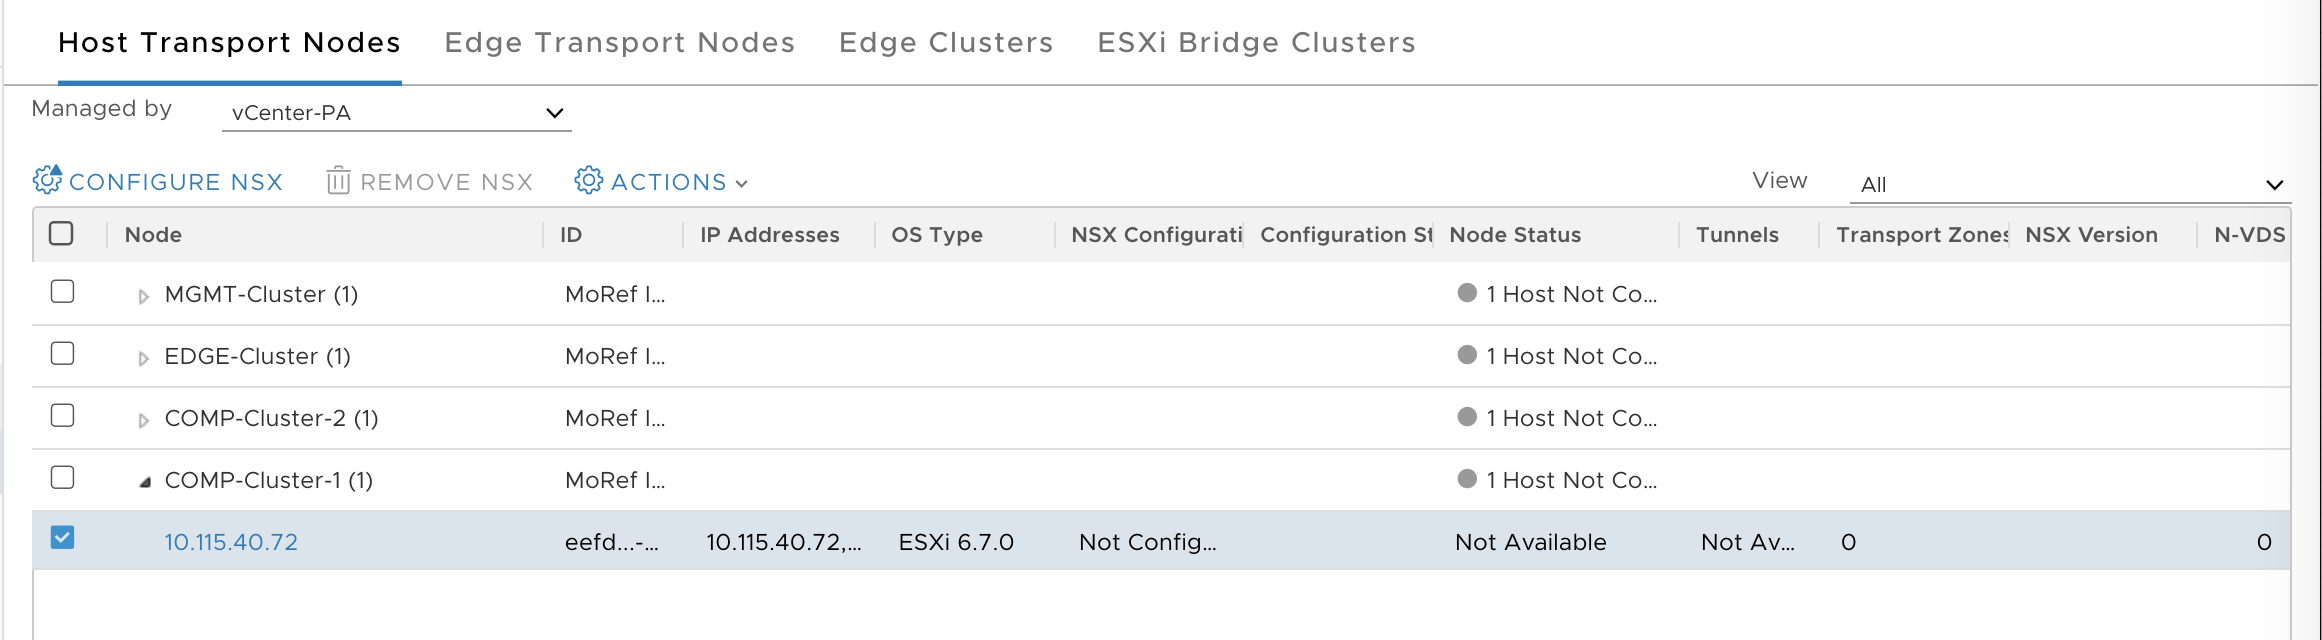 Host Transport Nodes Edge Transport Nodes Edge Clusters ESXi Bridge Clusters
Managed by vCenter-PA
CONFIGURE NSX REMOVE NSX ACTIONS View All
Node ID IP Addresses OS Type NSX Configurati Configuration St Node Status Tunnels Transport Zones NSX Version N-VDS
MGMT-Cluster (1) MoRef I... 1 Host Not Co...
EDGE-Cluster (1) MoRef I... 1 Host Not Co...
COMP-Cluster-2 (1) MoRef I... 1 Host Not Co...
COMP-Cluster-1 (1) MoRef I... 1 Host Not Co...
10.115.40.72 eefd...-... 10.115.40.72,... ESXi 6.7.0 Not Config... Not Available Not Av... 0 0